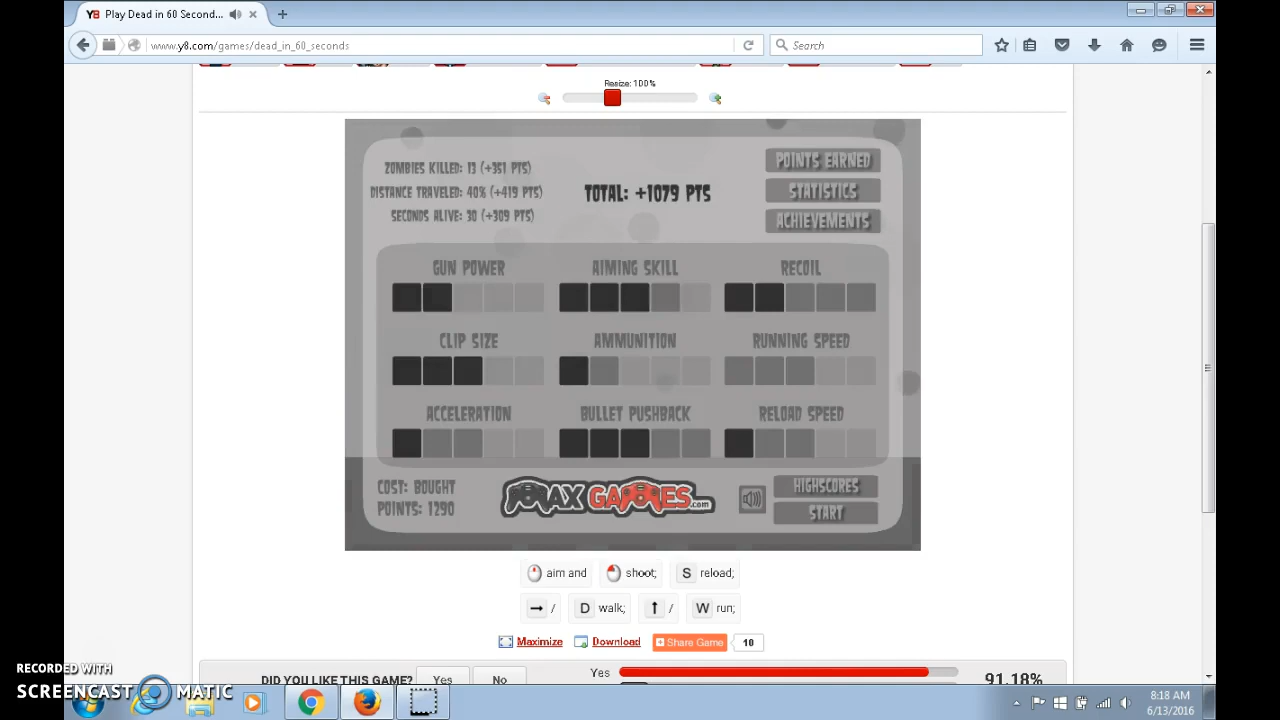 Y8 Play Dead in 60 Second...
www.y8.com/games/dead_in_60_seconds
Search
Resize: 100%
ZOMBIES KILLED: 13 (+351 PTS)
DISTANCE TRAVELED: 40% (+419 PTS)
SECONDS ALIVE: 30 (+309 PTS)
TOTAL: +1079 PTS
POINTS EARNED
STATISTICS
ACHIEVEMENTS
GUN POWER
AIMING SKILL
RECOIL
CLIP SIZE
AMMUNITION
RUNNING SPEED
ACCELERATION
BULLET PUSHBACK
RELOAD SPEED
COST: BOUGHT
POINTS: 1290
MAX GAMES.com
HIGHSCORES
START
aim and
shoot;
S reload;
→ / D walk; ↑ / W run;
Maximize
Download
Share Game
18
DID YOU LIKE THIS GAME?
Yes
No
Yes
91.18%
RECORDED WITH
SCREENCAST MATIC
8:18 AM
6/13/2016